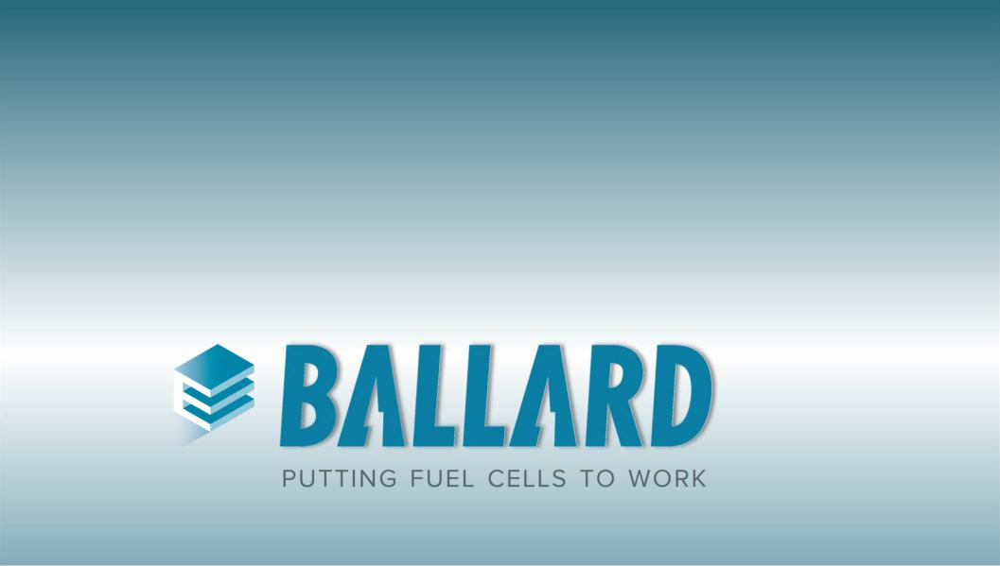 BALLARD
PUTTING FUEL CELLS TO WORK